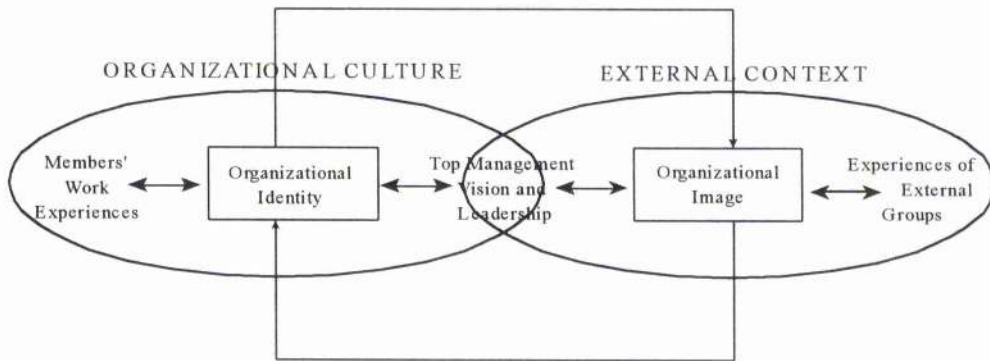 ORGANIZATIONAL CULTURE
EXTERNAL CONTEXT
Members'
Work
Experiences
Organizational
Identity
Top Management
Vision and
Leadership
Organizational
Image
Experiences of
External
Groups